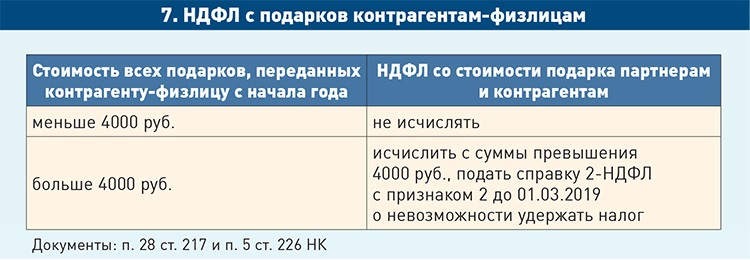 7. НДФЛ с подарков контрагентам-физлицам
Стоимость всех подарков, переданных
контрагенту-физлицу с начала года
НДФЛ со стоимости подарка партнерам
и контрагентам
меньше 4000 руб.
не исчислять
больше 4000 руб.
исчислить с суммы превышения
4000 руб., подать справку 2-НДФЛ
с признаком 2 до 01.03.2019
о невозможности удержать налог
Документы: п. 28 ст. 217 и п. 5 ст. 226 НК